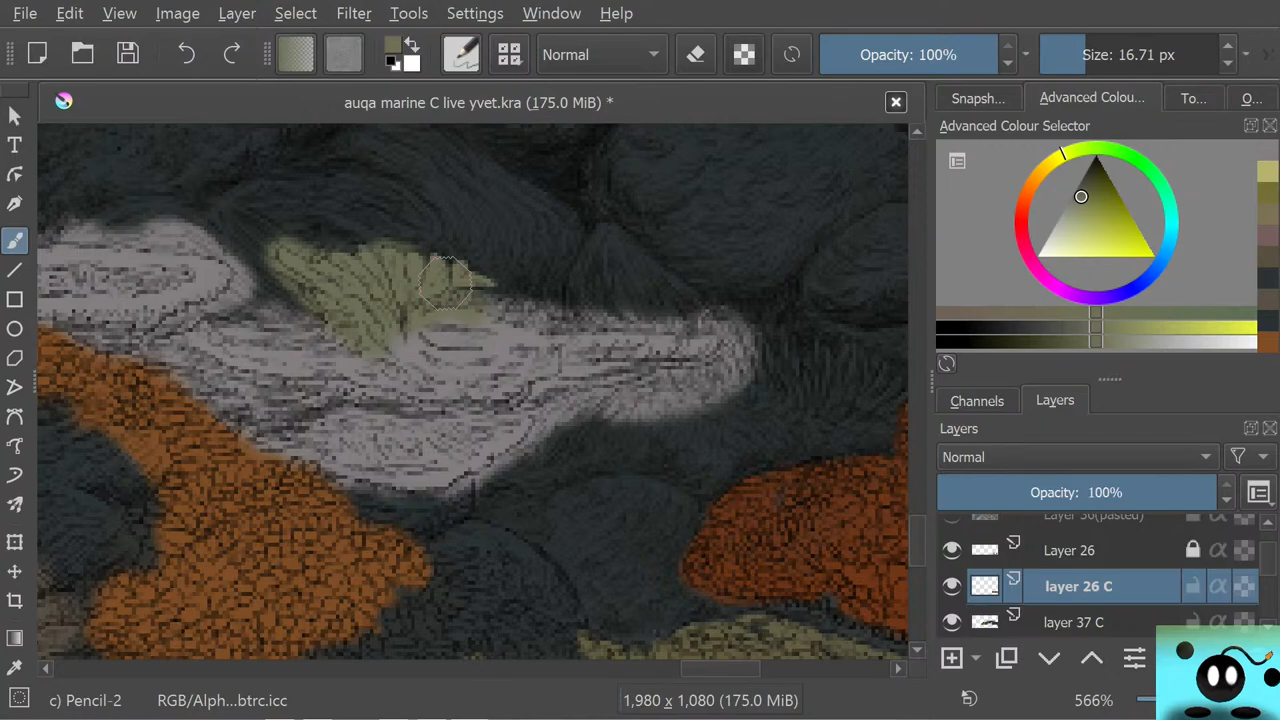 File Edit View Image Layer Select Filter Tools Settings Window Help
Normal Opacity: 100% Size: 16.71 px
auqa marine C live yvet.kra (175.0 MiB) *
Snapsh... Advanced Colou... To... O...
Advanced Colour Selector
Channels Layers
Layers
Normal
Opacity: 100%
Layer 36(pasted)
Layer 26
layer 26 C
layer 37 C
c) Pencil-2 RGB/Alph...btrc.icc 1,980 x 1,080 (175.0 MiB) 566%